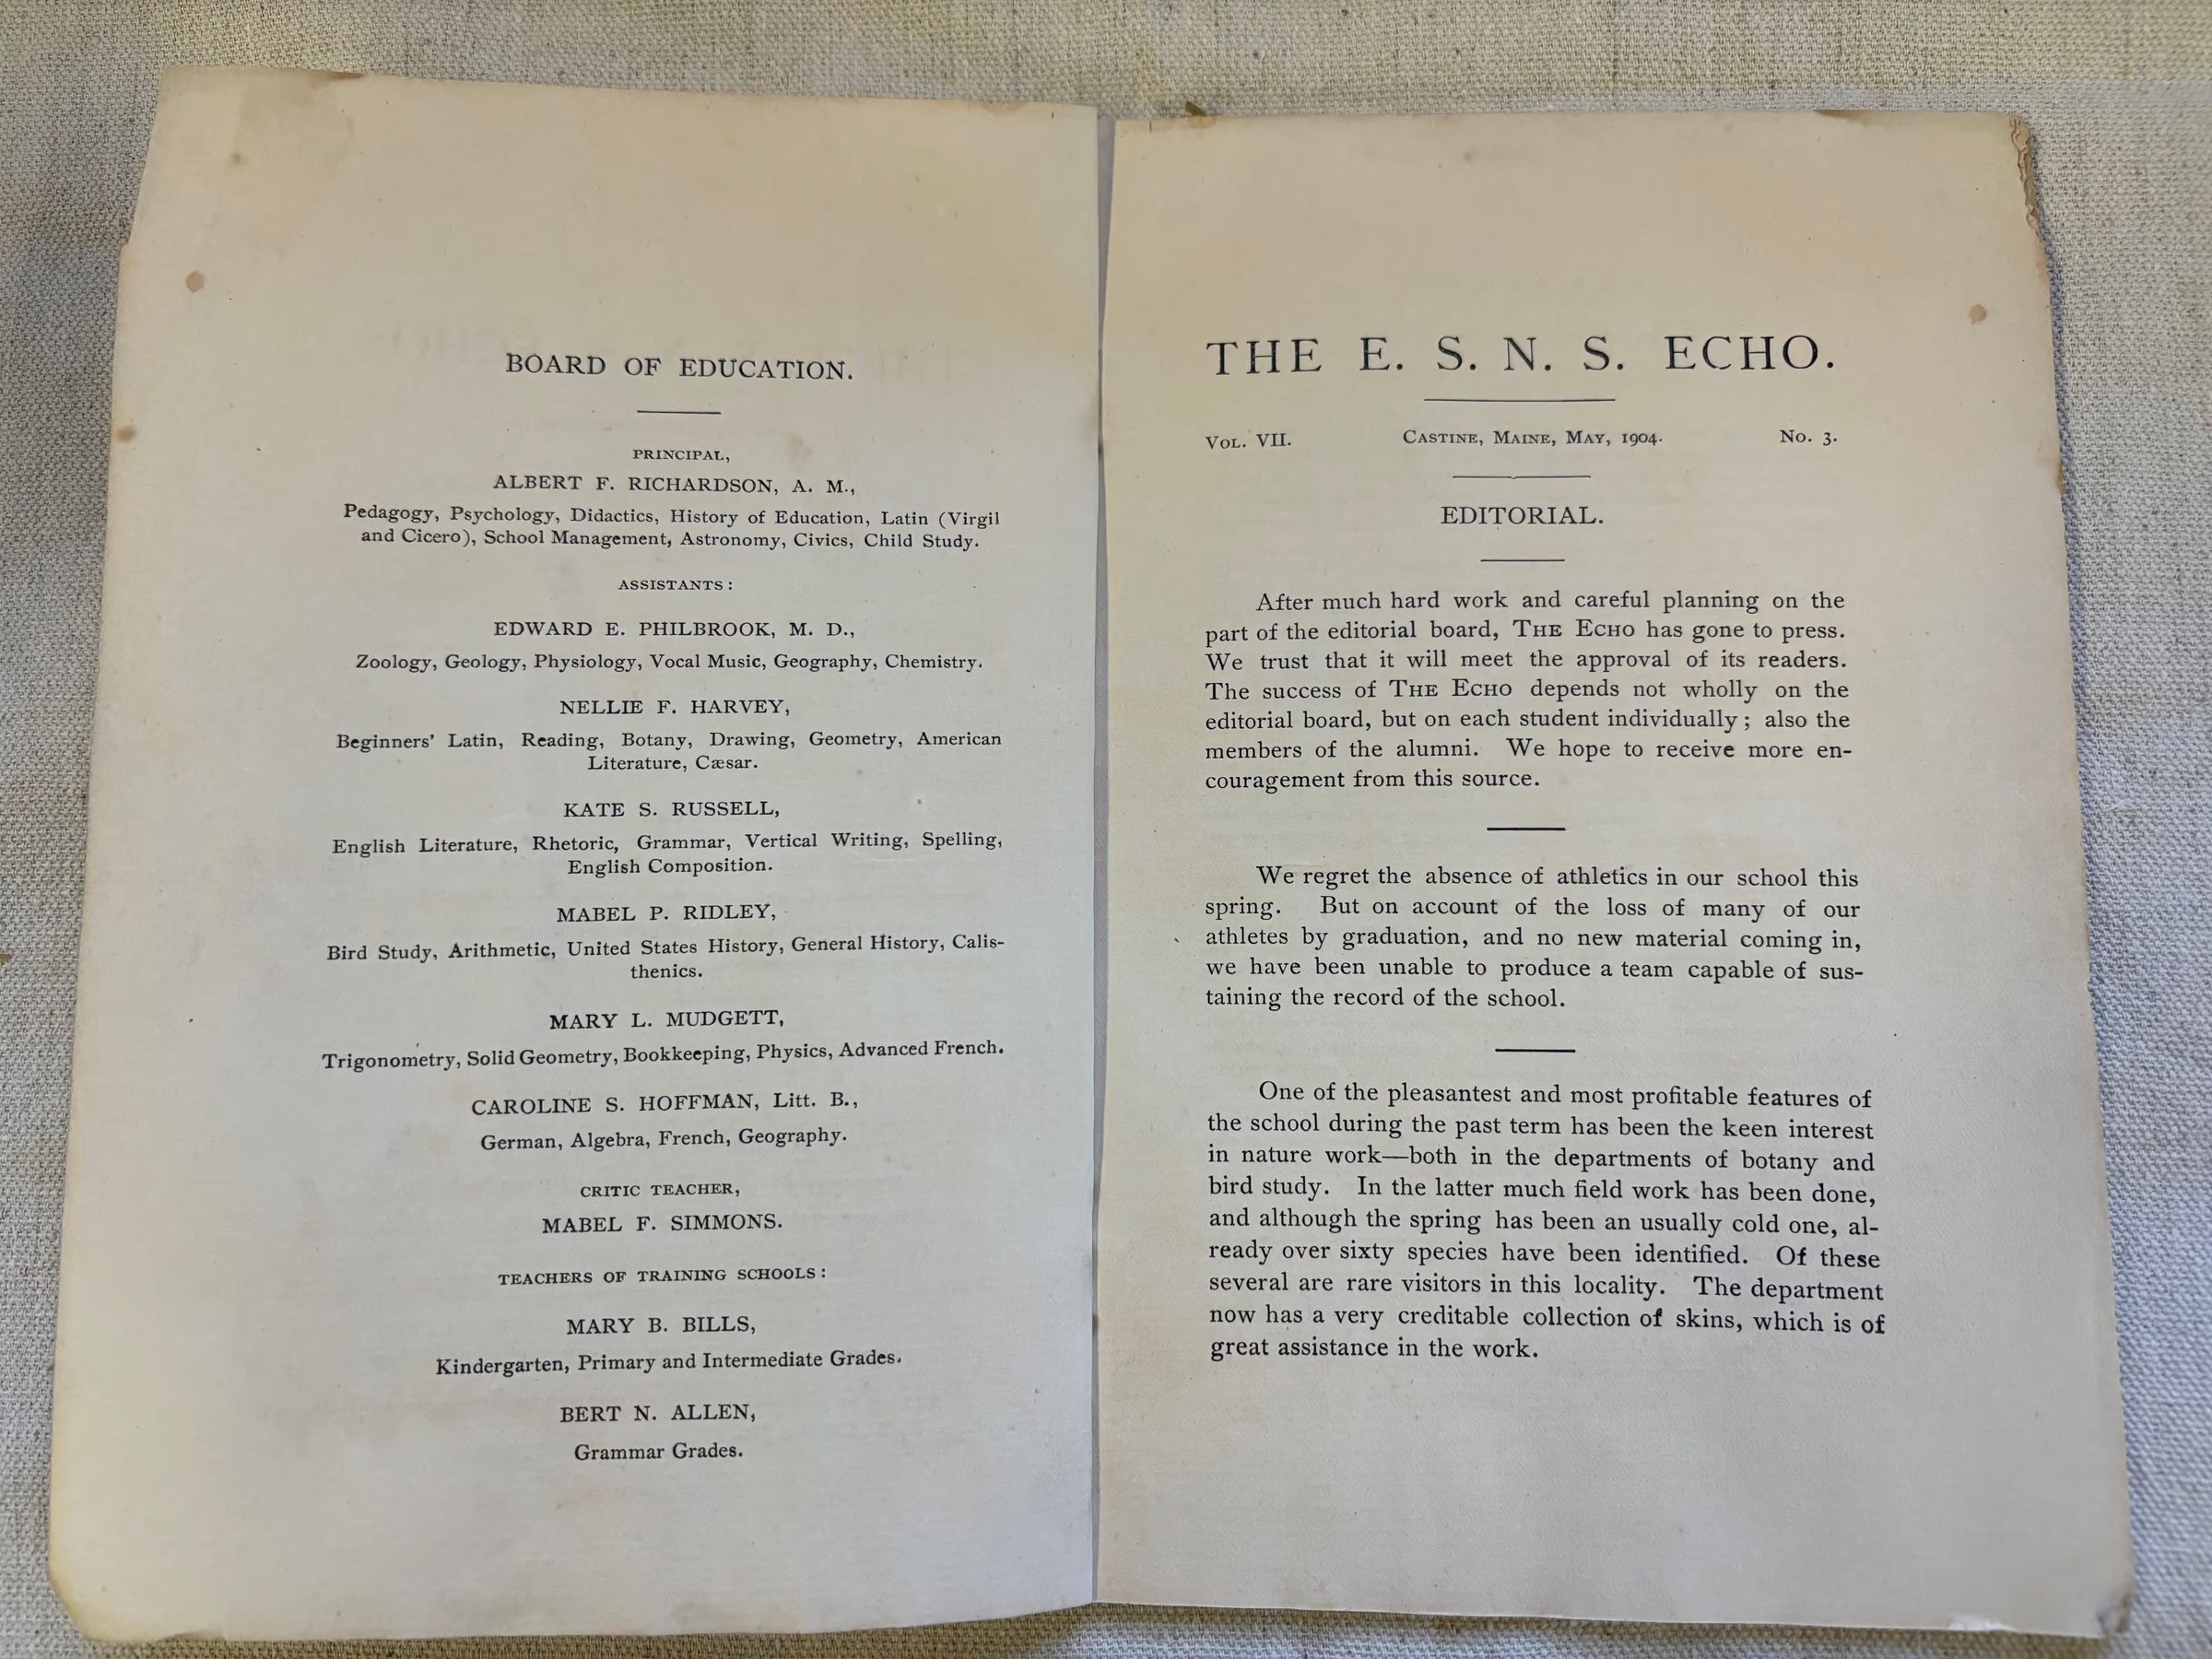 BOARD OF EDUCATION.
PRINCIPAL,
ALBERT F. RICHARDSON, A. M.,
Pedagogy, Psychology, Didactics, History of Education, Latin (Virgil
and Cicero), School Management, Astronomy, Civics, Child Study.
ASSISTANTS:
EDWARD E. PHILBROOK, M. D.,
Zoology, Geology, Physiology, Vocal Music, Geography, Chemistry.
NELLIE F. HARVEY,
Beginners' Latin, Reading, Botany, Drawing, Geometry, American
Literature, Cæsar.
KATE S. RUSSELL,
English Literature, Rhetoric, Grammar, Vertical Writing, Spelling,
English Composition.
MABEL P. RIDLEY,
Bird Study, Arithmetic, United States History, General History, Calis-
thenics.
MARY L. MUDGETT,
Trigonometry, Solid Geometry, Bookkeeping, Physics, Advanced French.
CAROLINE S. HOFFMAN, Litt. B.,
German, Algebra, French, Geography.
CRITIC TEACHER,
MABEL F. SIMMONS.
TEACHERS OF TRAINING SCHOOLS:
MARY B. BILLS,
Kindergarten, Primary and Intermediate Grades.
BERT N. ALLEN,
Grammar Grades.
THE E. S. N. S. ECHO.
VOL. VII. CASTINE, MAINE, MAY, 1904. No. 3.
EDITORIAL.
After much hard work and careful planning on the
part of the editorial board, THE ECHO has gone to press.
We trust that it will meet the approval of its readers.
The success of THE ECHO depends not wholly on the
editorial board, but on each student individually; also the
members of the alumni. We hope to receive more en-
couragement from this source.
We regret the absence of athletics in our school this
spring. But on account of the loss of many of our
athletes by graduation, and no new material coming in,
we have been unable to produce a team capable of sus-
taining the record of the school.
One of the pleasantest and most profitable features of
the school during the past term has been the keen interest
in nature work—both in the departments of botany and
bird study. In the latter much field work has been done,
and although the spring has been an usually cold one, al-
ready over sixty species have been identified. Of these
several are rare visitors in this locality. The department
now has a very creditable collection of skins, which is of
great assistance in the work.